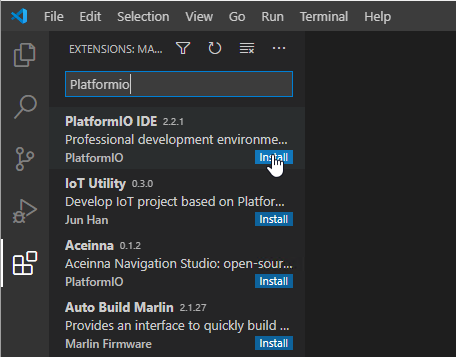 File Edit Selection View Go Run Terminal Help
EXTENSIONS: MA...
Platformio
PlatformIO IDE 2.2.1
Professional development environme...
PlatformIO Install
IoT Utility 0.3.0
Develop IoT project based on Platfor...
Jun Han Install
Aceinna 0.1.2
Aceinna Navigation Studio: open-sour...
PlatformIO Install
Auto Build Marlin 2.1.27
Provides an interface to quickly build ...
Marlin Firmware Install